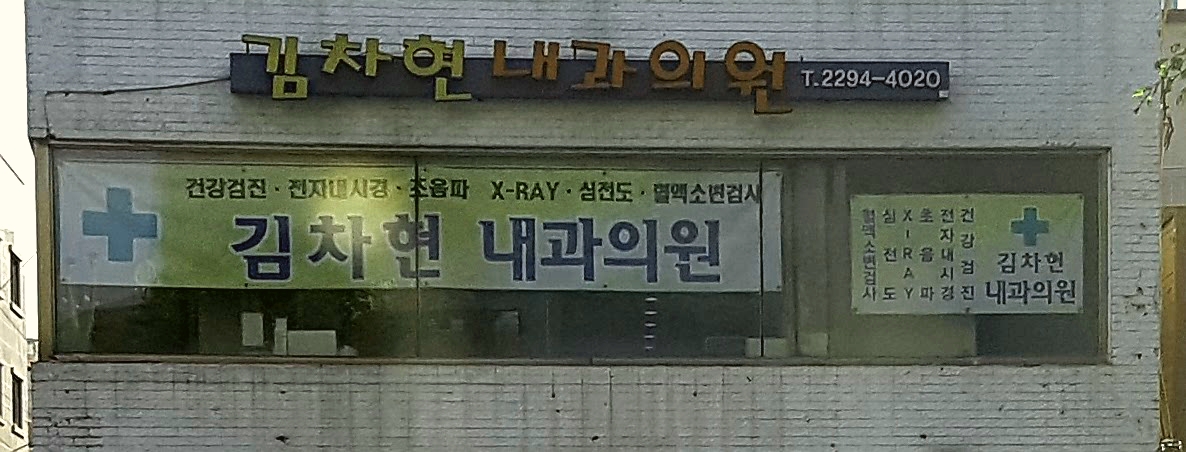 김차현내과의원 T.2294-4020
건강검진·전자내시경·초음파 X-RAY·심전도·혈액소변검사
김차현 내과의원
건강검진
전자내시경
초음파
X-RAY
심전도
혈액소변검사
김차현
내과의원